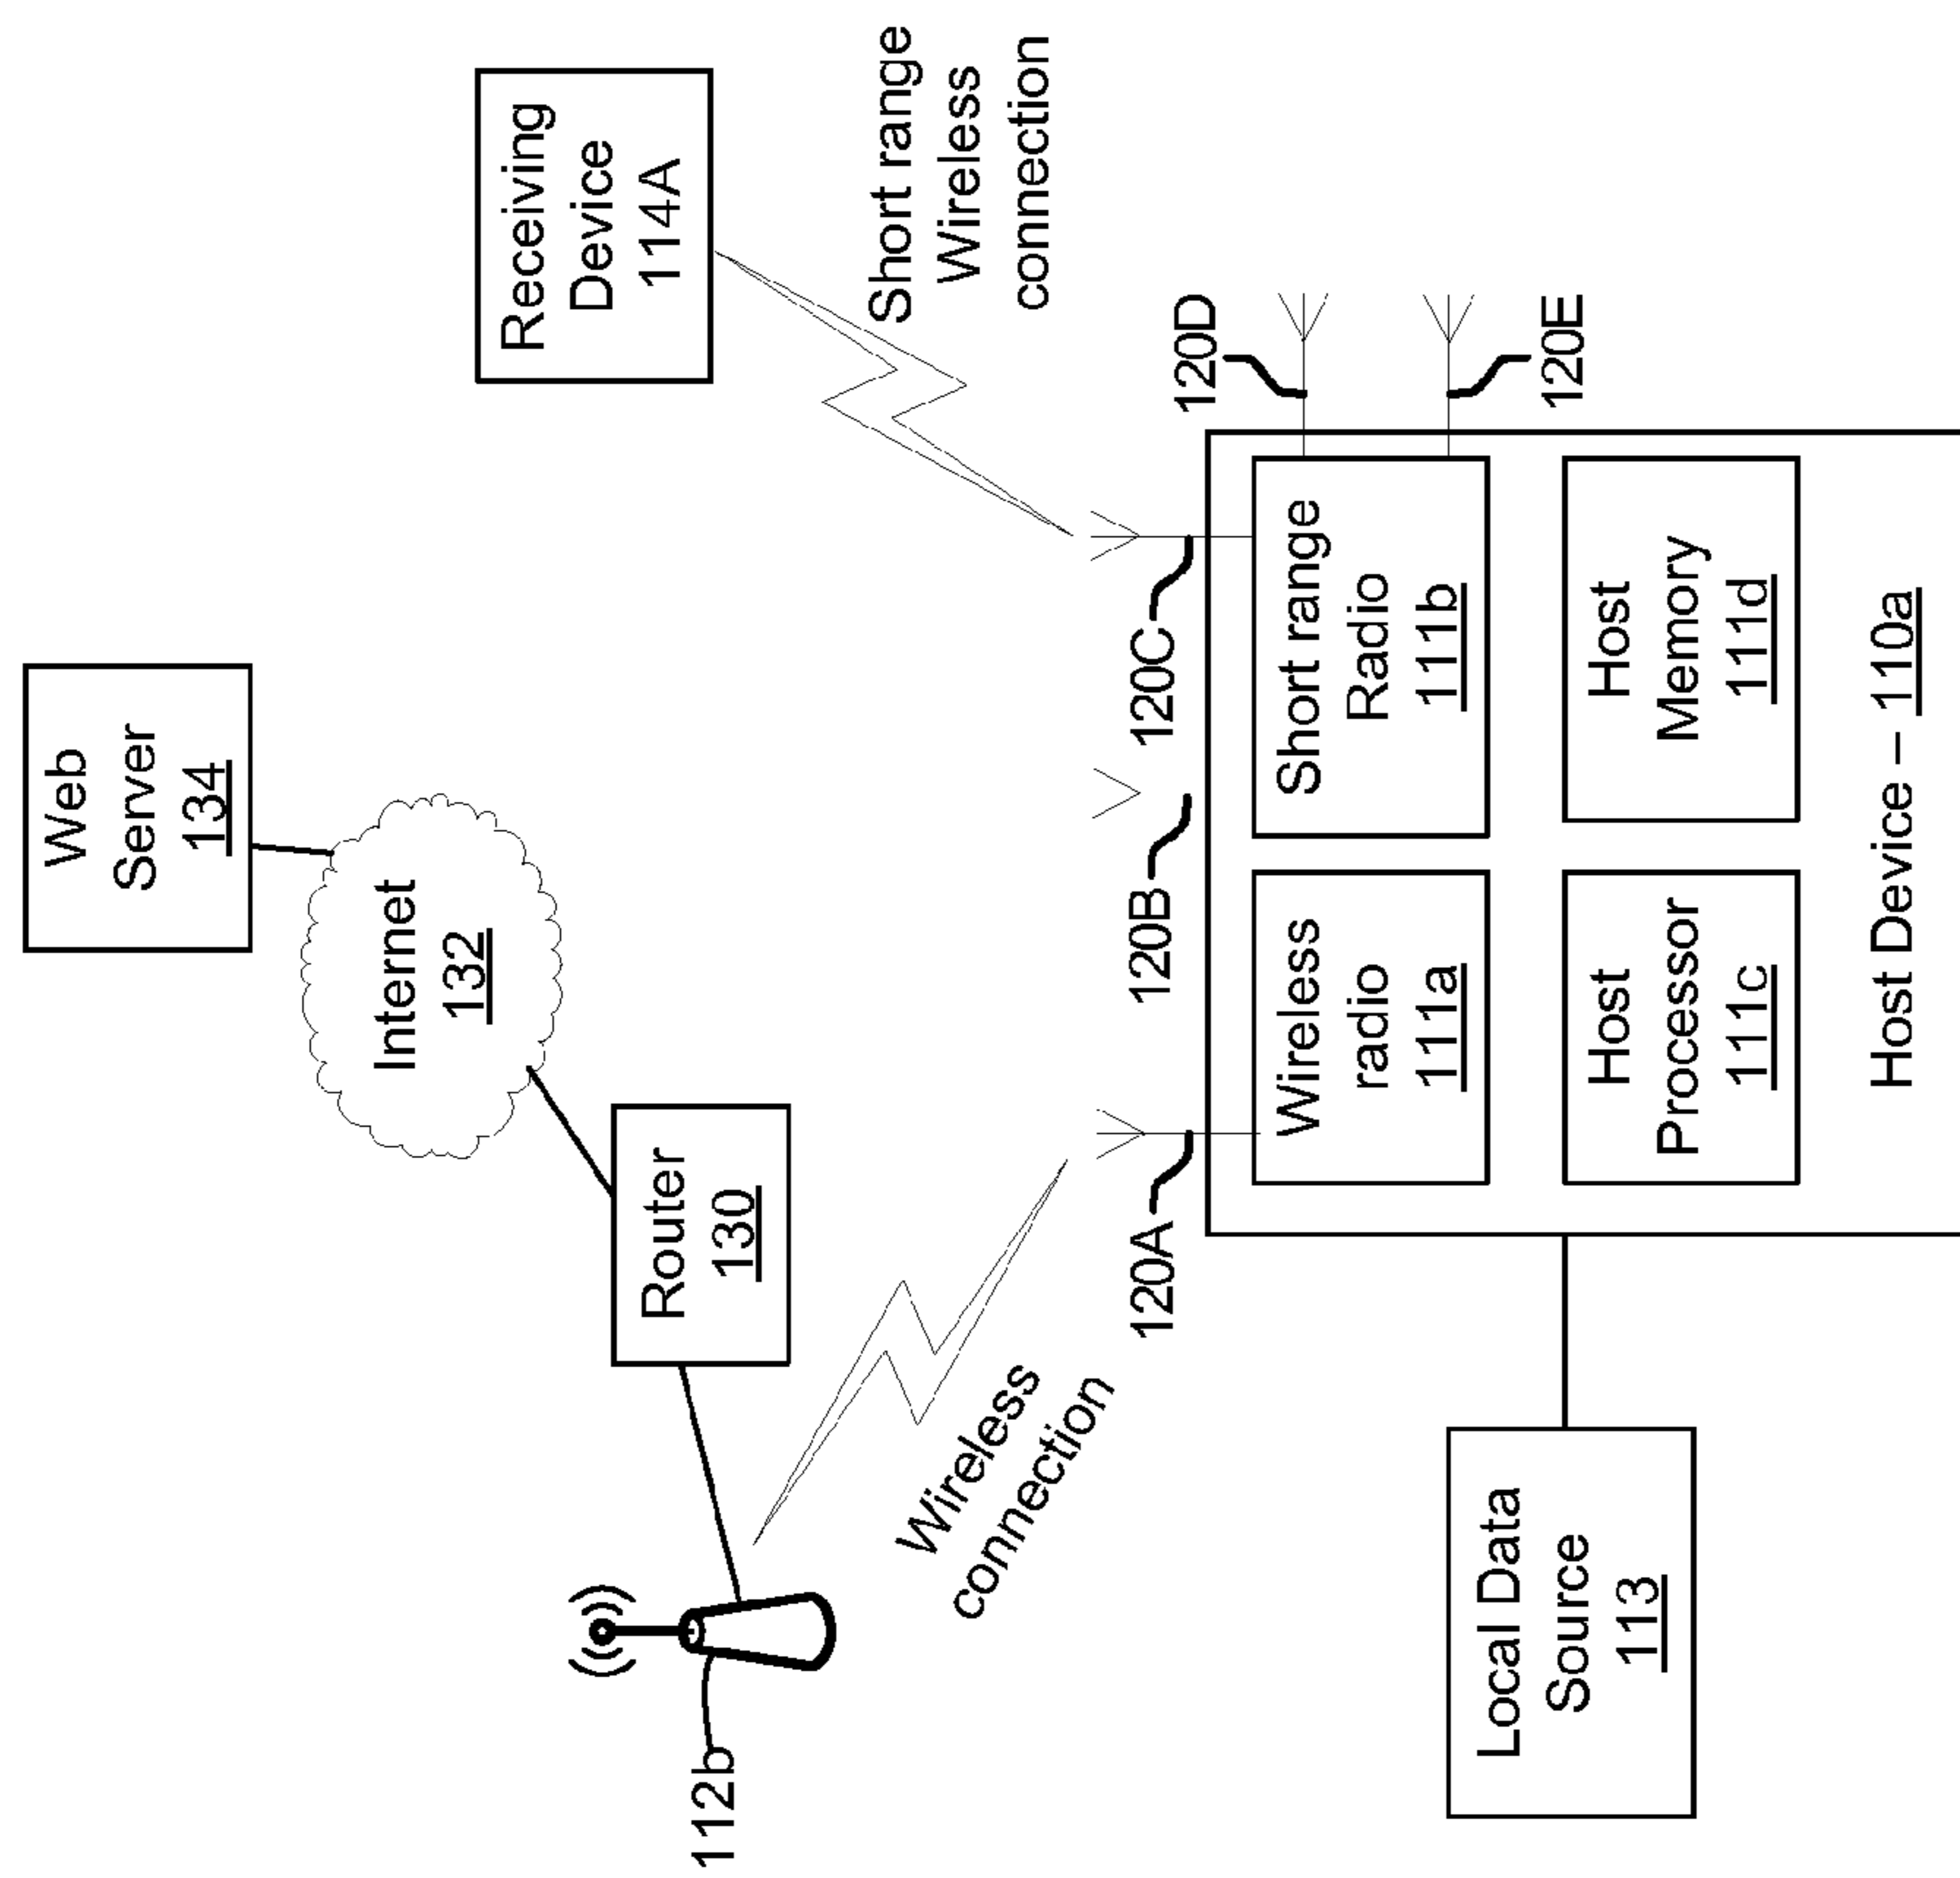 Web
Server
134
Internet
132
Receiving
Device
114A
Router
130
Short range
Wireless
connection
112b
Wireless
connection
120A
120B
120C
120D
120E
Wireless
radio
111a
Short range
Radio
111b
Local Data
Source
113
Host
Processor
111c
Host
Memory
111d
Host Device – 110a